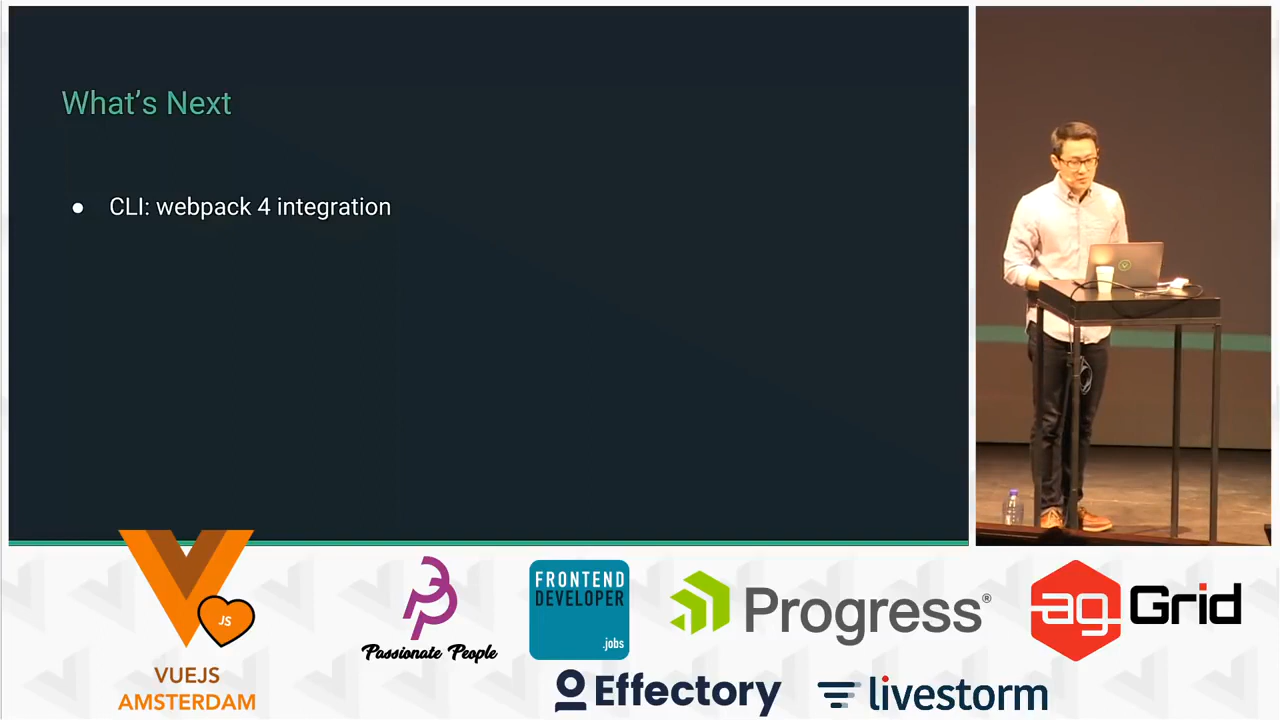 What's Next
● CLI: webpack 4 integration
JS
VUEJS
AMSTERDAM
Passionate People
FRONTEND
DEVELOPER
.jobs
Progress®
ag Grid
Effectory
livestorm